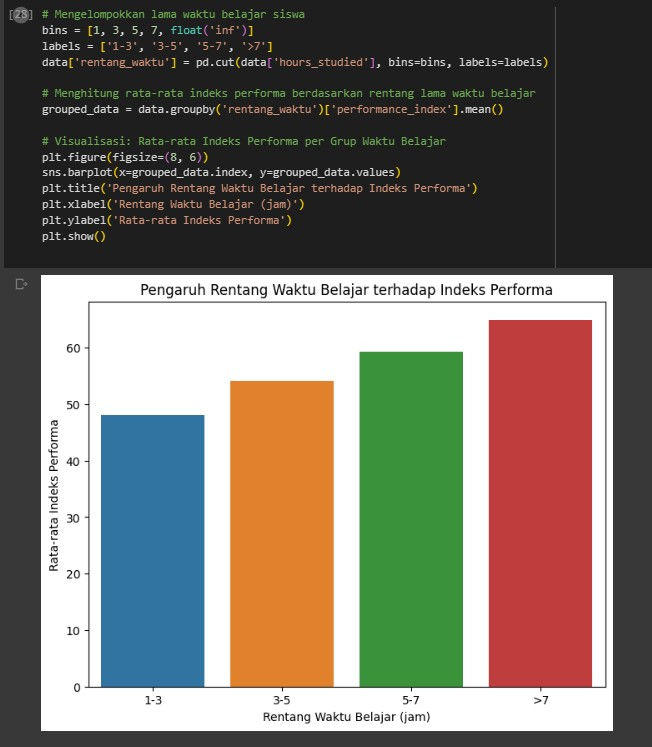 [28] # Mengelompokkan lama waktu belajar siswa
bins = [1, 3, 5, 7, float('inf')]
labels = ['1-3', '3-5', '5-7', '>7']
data['rentang_waktu'] = pd.cut(data['hours_studied'], bins=bins, labels=labels)
# Menghitung rata-rata indeks performa berdasarkan rentang lama waktu belajar
grouped_data = data.groupby('rentang_waktu')['performance_index'].mean()
# Visualisasi: Rata-rata Indeks Performa per Grup Waktu Belajar
plt.figure(figsize=(8, 6))
sns.barplot(x=grouped_data.index, y=grouped_data.values)
plt.title('Pengaruh Rentang Waktu Belajar terhadap Indeks Performa')
plt.xlabel('Rentang Waktu Belajar (jam)')
plt.ylabel('Rata-rata Indeks Performa')
plt.show()
Pengaruh Rentang Waktu Belajar terhadap Indeks Performa
Rata-rata Indeks Performa
60
50
40
30
20
10
0
1-3 3-5 5-7 >7
Rentang Waktu Belajar (jam)